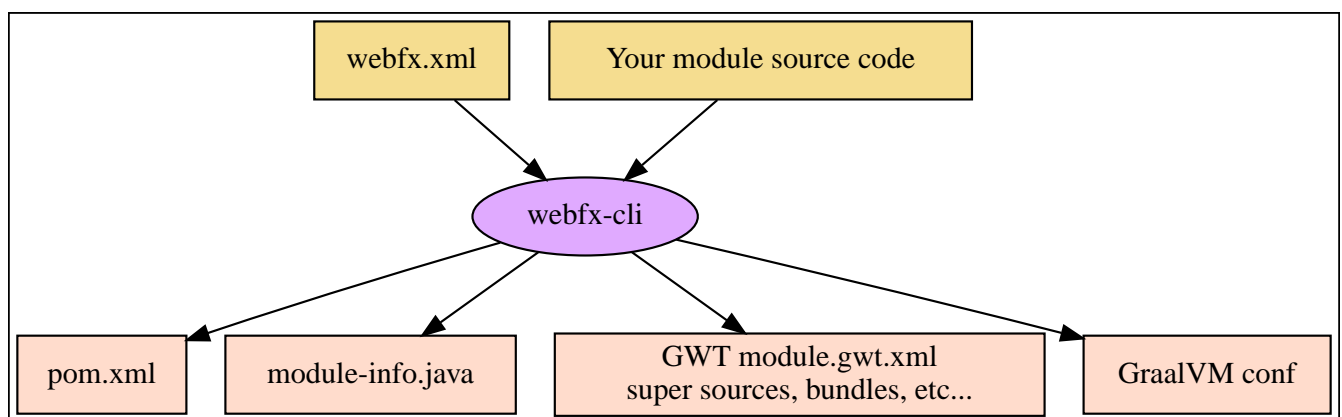 webfx.xml
Your module source code
webfx-cli
pom.xml
module-info.java
GWT module.gwt.xml
super sources, bundles, etc...
GraalVM conf